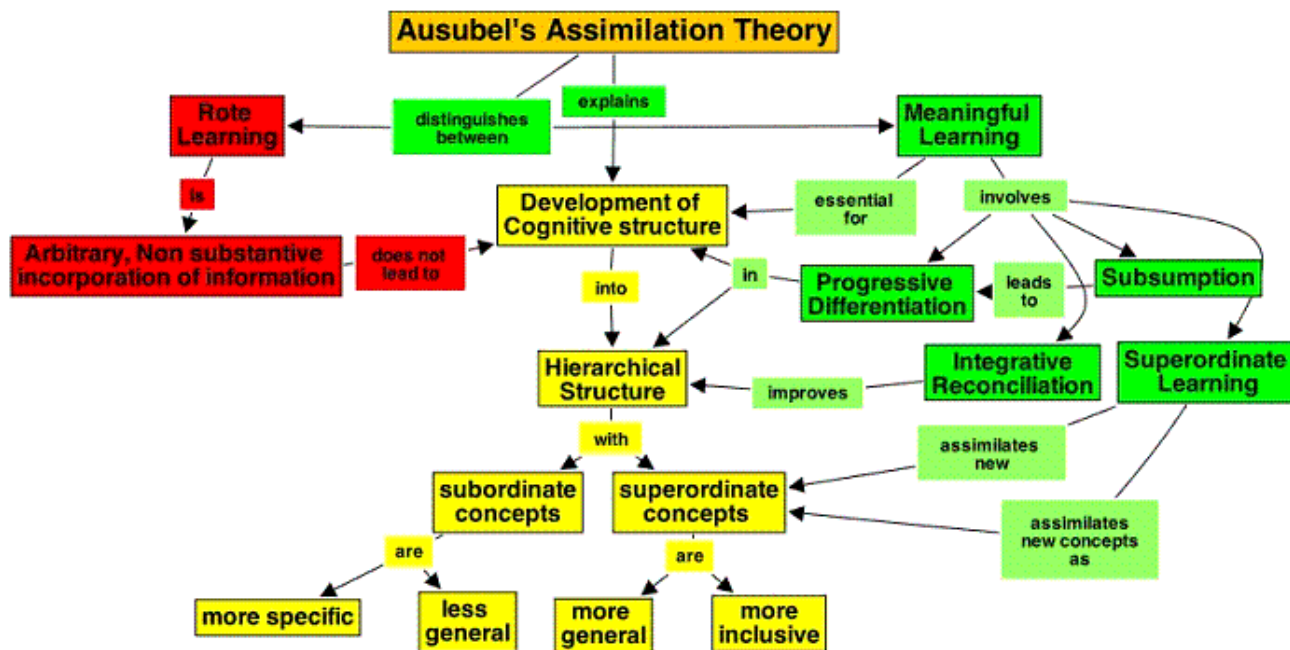 Ausubel's Assimilation Theory
explains
Rote
Learning
distinguishes
between
Meaningful
Learning
is
Development of
Cognitive structure
essential
for
involves
Arbitrary, Non substantive
incorporation of information
does not
lead to
into
in
Progressive
Differentiation
leads
to
Subsumption
Hierarchical
Structure
improves
Integrative
Reconciliation
Superordinate
Learning
with
assimilates
new
subordinate
concepts
superordinate
concepts
assimilates
new concepts
as
are
are
more specific
less
general
more
general
more
inclusive